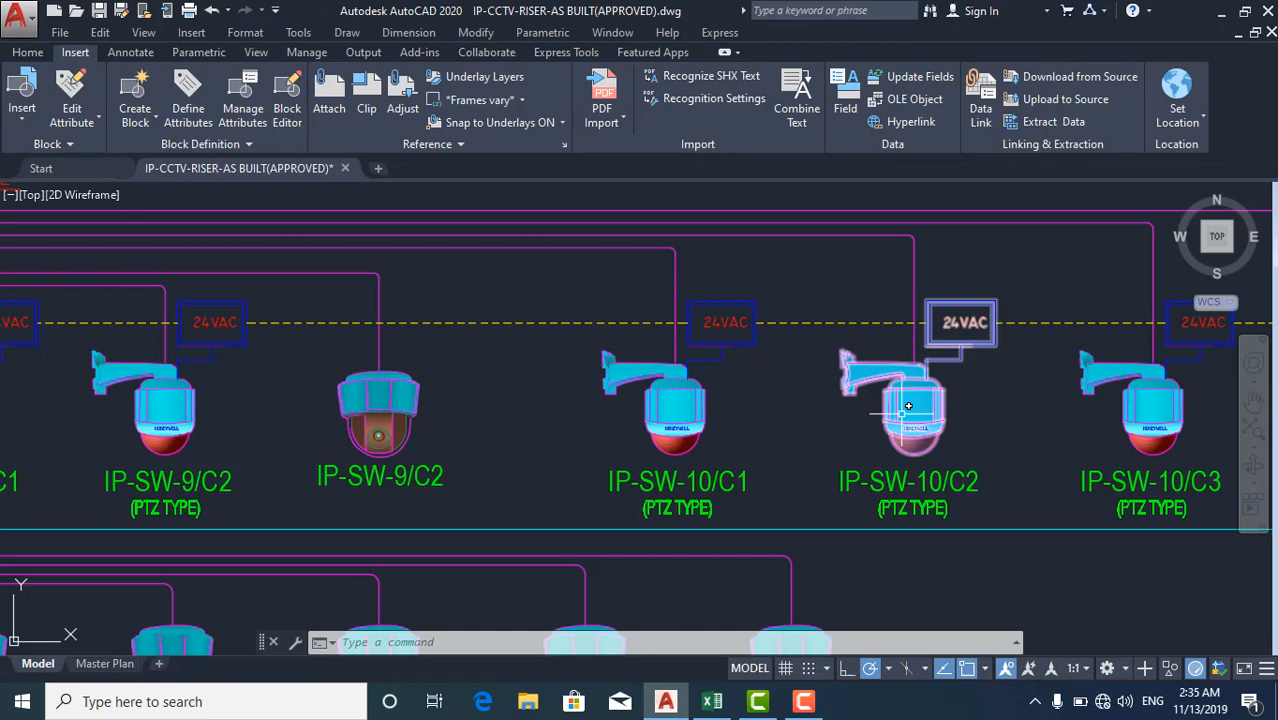 Autodesk AutoCAD 2020 IP-CCTV-RISER-AS BUILT(APPROVED).dwg
Type a keyword or phrase
Sign In
File Edit View Insert Format Tools Draw Dimension Modify Parametric Window Help Express
Home Insert Annotate Parametric View Manage Output Add-ins Collaborate Express Tools Featured Apps
Insert
Edit Attribute
Create Block
Define Attributes
Manage Attributes
Block Editor
Attach
Clip
Adjust
Underlay Layers
*Frames vary*
Snap to Underlays ON
PDF
PDF Import
Recognize SHX Text
Recognition Settings
Combine Text
Field
Update Fields
OLE Object
Hyperlink
Data Link
Download from Source
Upload to Source
Extract Data
Set Location
Block Block Definition Reference Import Data Linking & Extraction Location
Start IP-CCTV-RISER-AS BUILT(APPROVED)*
[−][Top][2D Wireframe]
N
W TOP E
S
WCS
24VAC 24VAC 24VAC 24VAC
HONEYWELL
IP-SW-9/C2 IP-SW-9/C2 IP-SW-10/C1 IP-SW-10/C2 IP-SW-10/C3
(PTZ TYPE) (PTZ TYPE) (PTZ TYPE) (PTZ TYPE)
Y
X
Type a command
Model Master Plan
MODEL 1:1
Type here to search
ENG
2:35 AM
11/13/2019